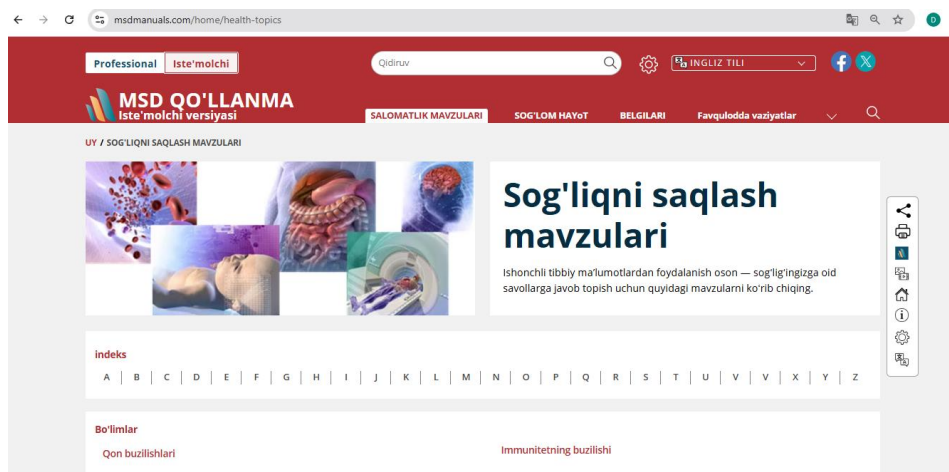 msdmanuals.com/home/health-topics
D
Professional Iste'molchi
Qidiruv
INGLIZ TILI
MSD QO'LLANMA
Iste'molchi versiyasi
SALOMATLIK MAVZULARI SOG'LOM HAYoT BELGILARI Favqulodda vaziyatlar
UY / SOG'LIQNI SAQLASH MAVZULARI
Sog'liqni saqlash
mavzulari
Ishonchli tibbiy ma'lumotlardan foydalanish oson — sog'lig'ingizga oid
savollarga javob topish uchun quyidagi mavzularni ko'rib chiqing.
indeks
A | B | C | D | E | F | G | H | I | J | K | L | M | N | O | P | Q | R | S | T | U | V | V | X | Y | Z
Bo'limlar
Qon buzilishlari
Immunitetning buzilishi